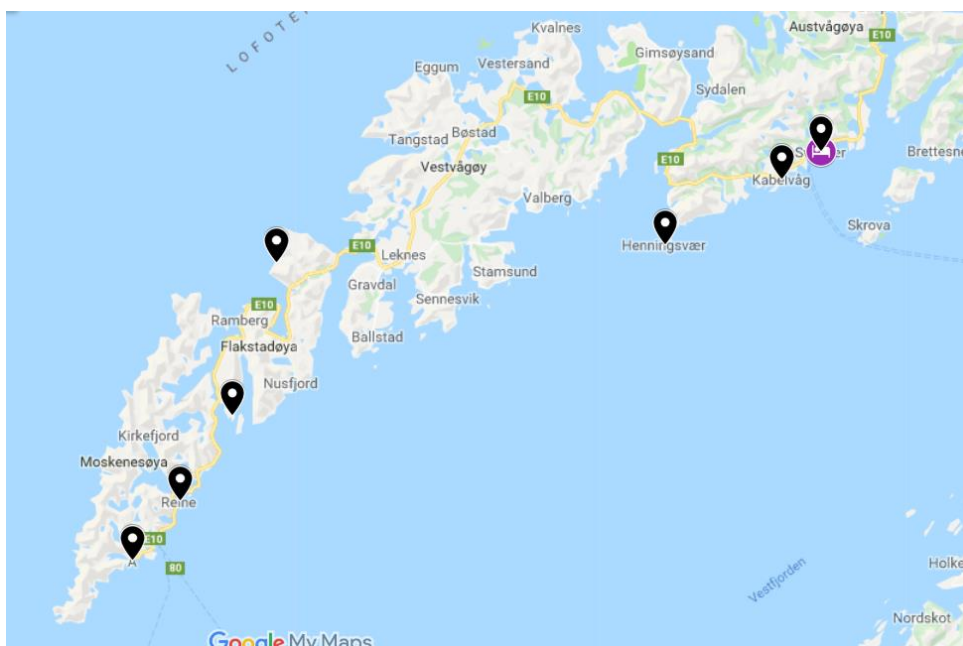 Kvalnes
Austvågøya
E10
LOFOTE
Gimsøysand
Vestersand
Eggum
Sydalen
E10
Tangstad
Bøstad
Brettesne
E10
Vestvågøy
Kabelvåg
Valberg
Skrova
Henningsvær
E10
Leknes
Stamsund
Gravdal
Sennesvik
E10
Ramberg
Ballstad
Flakstadøya
Nusfjord
Kirkefjord
Moskenesøya
Reine
E10
Å
80
Vestfjorden
Holke
Nordskot
Google My Maps